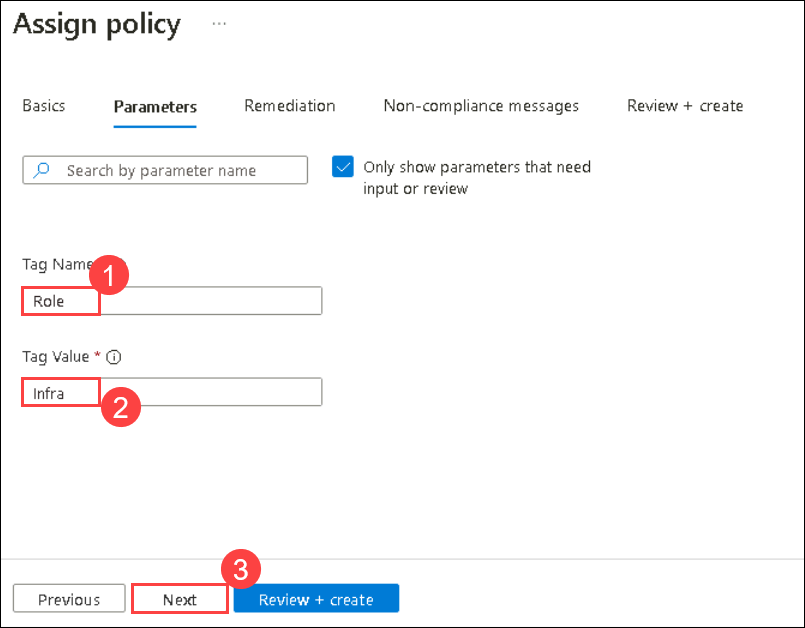 Assign policy ...
Basics Parameters Remediation Non-compliance messages Review + create
Search by parameter name
Only show parameters that need
input or review
Tag Name
1
Role
Tag Value * i
Infra
2
3
Previous Next Review + create